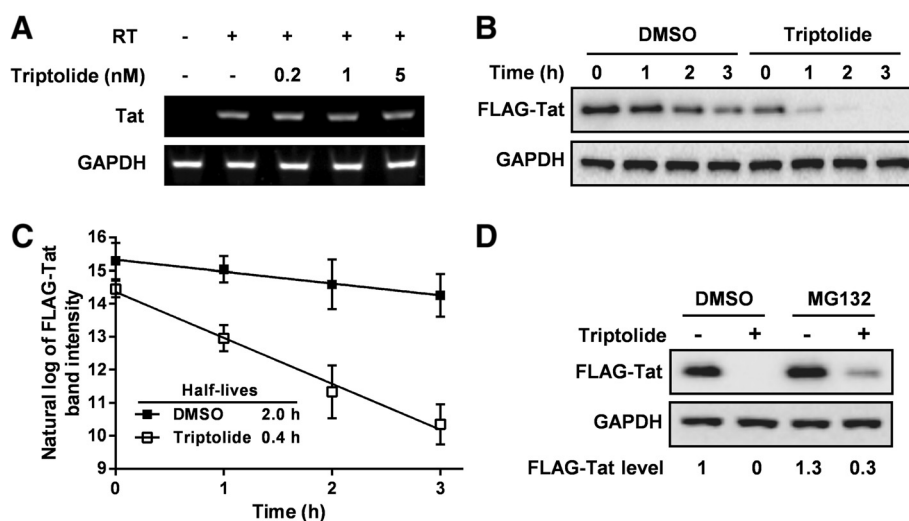 A
RT - + + + +
Triptolide (nM) - - 0.2 1 5
Tat
GAPDH
B
DMSO Triptolide
Time (h) 0 1 2 3 0 1 2 3
FLAG-Tat
GAPDH
C
Natural log of FLAG-Tat
band intensity
16
15
14
13
12
11
10
9
Half-lives
DMSO 2.0 h
Triptolide 0.4 h
0 1 2 3
Time (h)
D
DMSO MG132
Triptolide - + - +
FLAG-Tat
GAPDH
FLAG-Tat level 1 0 1.3 0.3